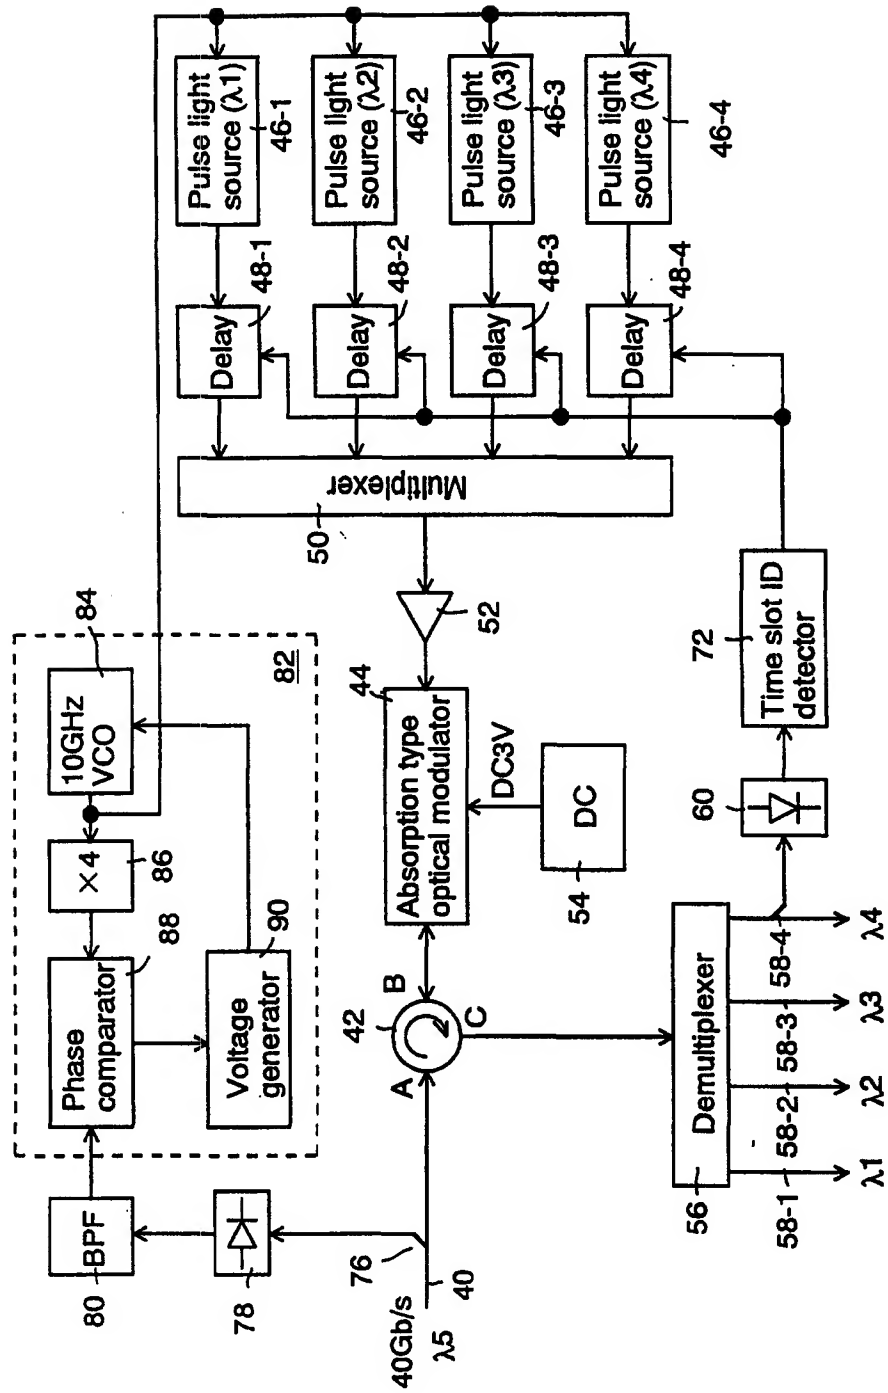 Pulse light
source (λ1)
46-1
Pulse light
source (λ2)
46-2
Pulse light
source (λ3)
46-3
Pulse light
source (λ4)
46-4
Delay
48-1
Delay
48-2
Delay
48-3
Delay
48-4
Multiplexer
50
52
84
10GHz
VCO
82
×4
86
88
Phase
comparator
90
Voltage
generator
BPF
80
78
76
40
40Gb/s
λ5
A
42
B
C
44
Absorption type
optical modulator
DC3V
DC
54
72
Time slot ID
detector
60
Demultiplexer
56
58-1
58-2
58-3
58-4
λ1
λ2
λ3
λ4